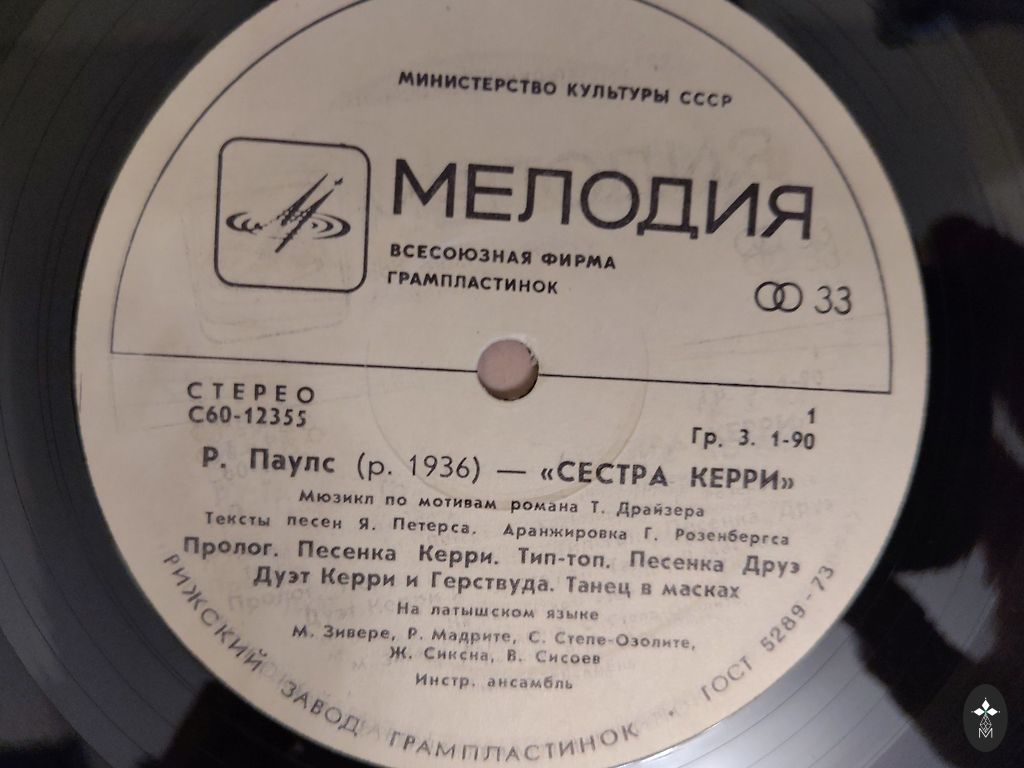 МИНИСТЕРСТВО КУЛЬТУРЫ СССР
МЕЛОДИЯ
ВСЕСОЮЗНАЯ ФИРМА
ГРАМПЛАСТИНОК
33
СТЕРЕО
С60-12355
1
Гр. 3. 1-90
Р. Паулс (р. 1936) — «СЕСТРА КЕРРИ»
Мюзикл по мотивам романа Т. Драйзера
Тексты песен Я. Петерса. Аранжировка Г. Розенбергса
Пролог. Песенка Керри. Тип-топ. Песенка Друэ
Дуэт Керри и Герствуда. Танец в масках
На латышском языке
М. Зивере, Р. Мадрите, С. Степе-Озолите,
Ж. Сиксна, В. Сисоев
Инстр. ансамбль
РИЖСКИЙ ЗАВОД ГРАМПЛАСТИНОК · ГОСТ 5289-73